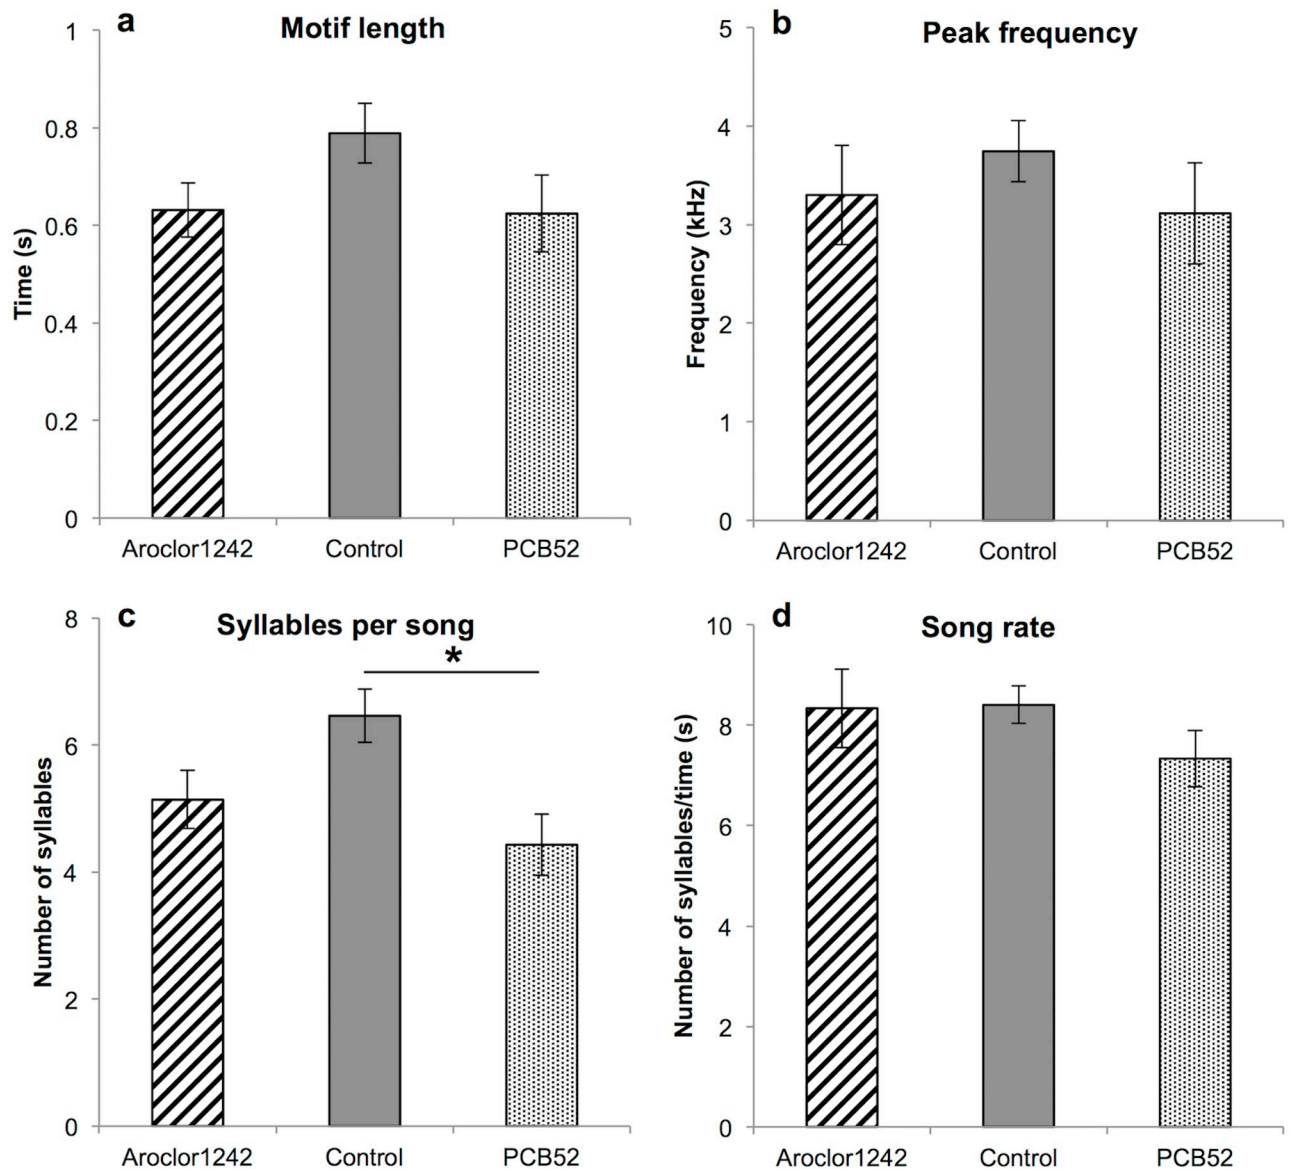 a
Motif length
Time (s)
1
0.8
0.6
0.4
0.2
0
Aroclor1242 Control PCB52
b
Peak frequency
Frequency (kHz)
5
4
3
2
1
0
Aroclor1242 Control PCB52
c
Syllables per song
*
Number of syllables
8
6
4
2
0
Aroclor1242 Control PCB52
d
Song rate
Number of syllables/time (s)
10
8
6
4
2
0
Aroclor1242 Control PCB52